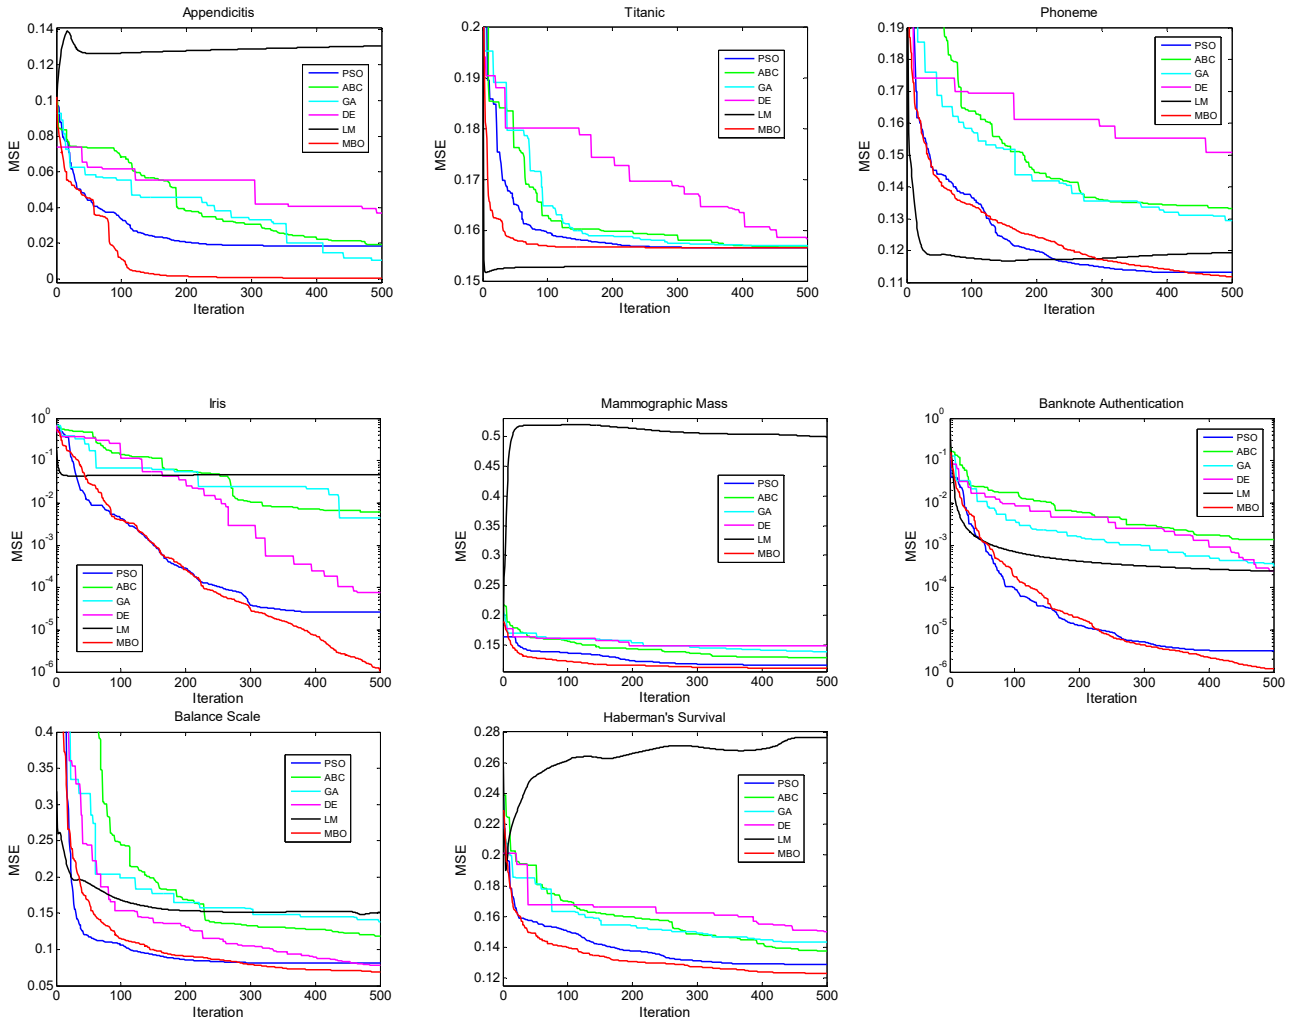 Appendicitis
0.14
0.12
0.1
0.08
0.06
0.04
0.02
0
MSE
0 100 200 300 400 500
Iteration
PSO
ABC
GA
DE
LM
MBO
Titanic
0.2
0.19
0.18
0.17
0.16
0.15
MSE
0 100 200 300 400 500
Iteration
PSO
ABC
GA
DE
LM
MBO
Phoneme
0.19
0.18
0.17
0.16
0.15
0.14
0.13
0.12
0.11
MSE
0 100 200 300 400 500
Iteration
PSO
ABC
GA
DE
LM
MBO
Iris
10^0
10^-1
10^-2
10^-3
10^-4
10^-5
10^-6
MSE
0 100 200 300 400 500
Iteration
PSO
ABC
GA
DE
LM
MBO
Mammographic Mass
0.5
0.45
0.4
0.35
0.3
0.25
0.2
0.15
MSE
0 100 200 300 400 500
Iteration
PSO
ABC
GA
DE
LM
MBO
Banknote Authentication
10^0
10^-1
10^-2
10^-3
10^-4
10^-5
10^-6
MSE
0 100 200 300 400 500
Iteration
PSO
ABC
GA
DE
LM
MBO
Balance Scale
0.4
0.35
0.3
0.25
0.2
0.15
0.1
0.05
MSE
0 100 200 300 400 500
Iteration
PSO
ABC
GA
DE
LM
MBO
Haberman's Survival
0.28
0.26
0.24
0.22
0.2
0.18
0.16
0.14
0.12
MSE
0 100 200 300 400 500
Iteration
PSO
ABC
GA
DE
LM
MBO